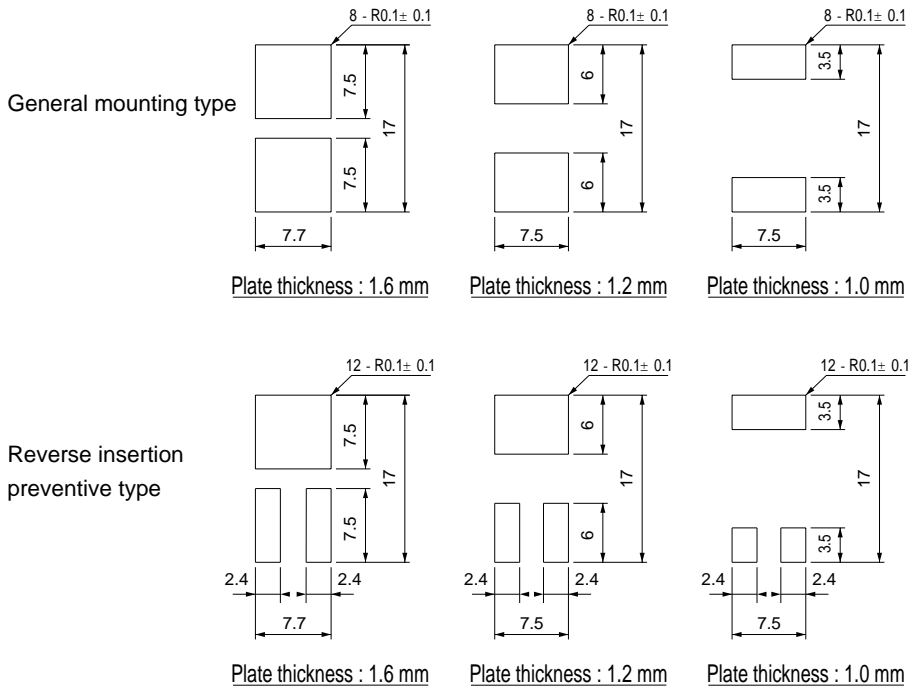 8 - R0.1± 0.1
8 - R0.1± 0.1
8 - R0.1± 0.1
General mounting type
7.5
7.5
17
7.7
6
6
17
7.5
3.5
3.5
17
7.5
Plate thickness : 1.6 mm
Plate thickness : 1.2 mm
Plate thickness : 1.0 mm
12 - R0.1± 0.1
12 - R0.1± 0.1
12 - R0.1± 0.1
Reverse insertion
preventive type
7.5
7.5
17
2.4
2.4
7.7
6
6
17
2.4
2.4
7.5
3.5
3.5
17
2.4
2.4
7.5
Plate thickness : 1.6 mm
Plate thickness : 1.2 mm
Plate thickness : 1.0 mm